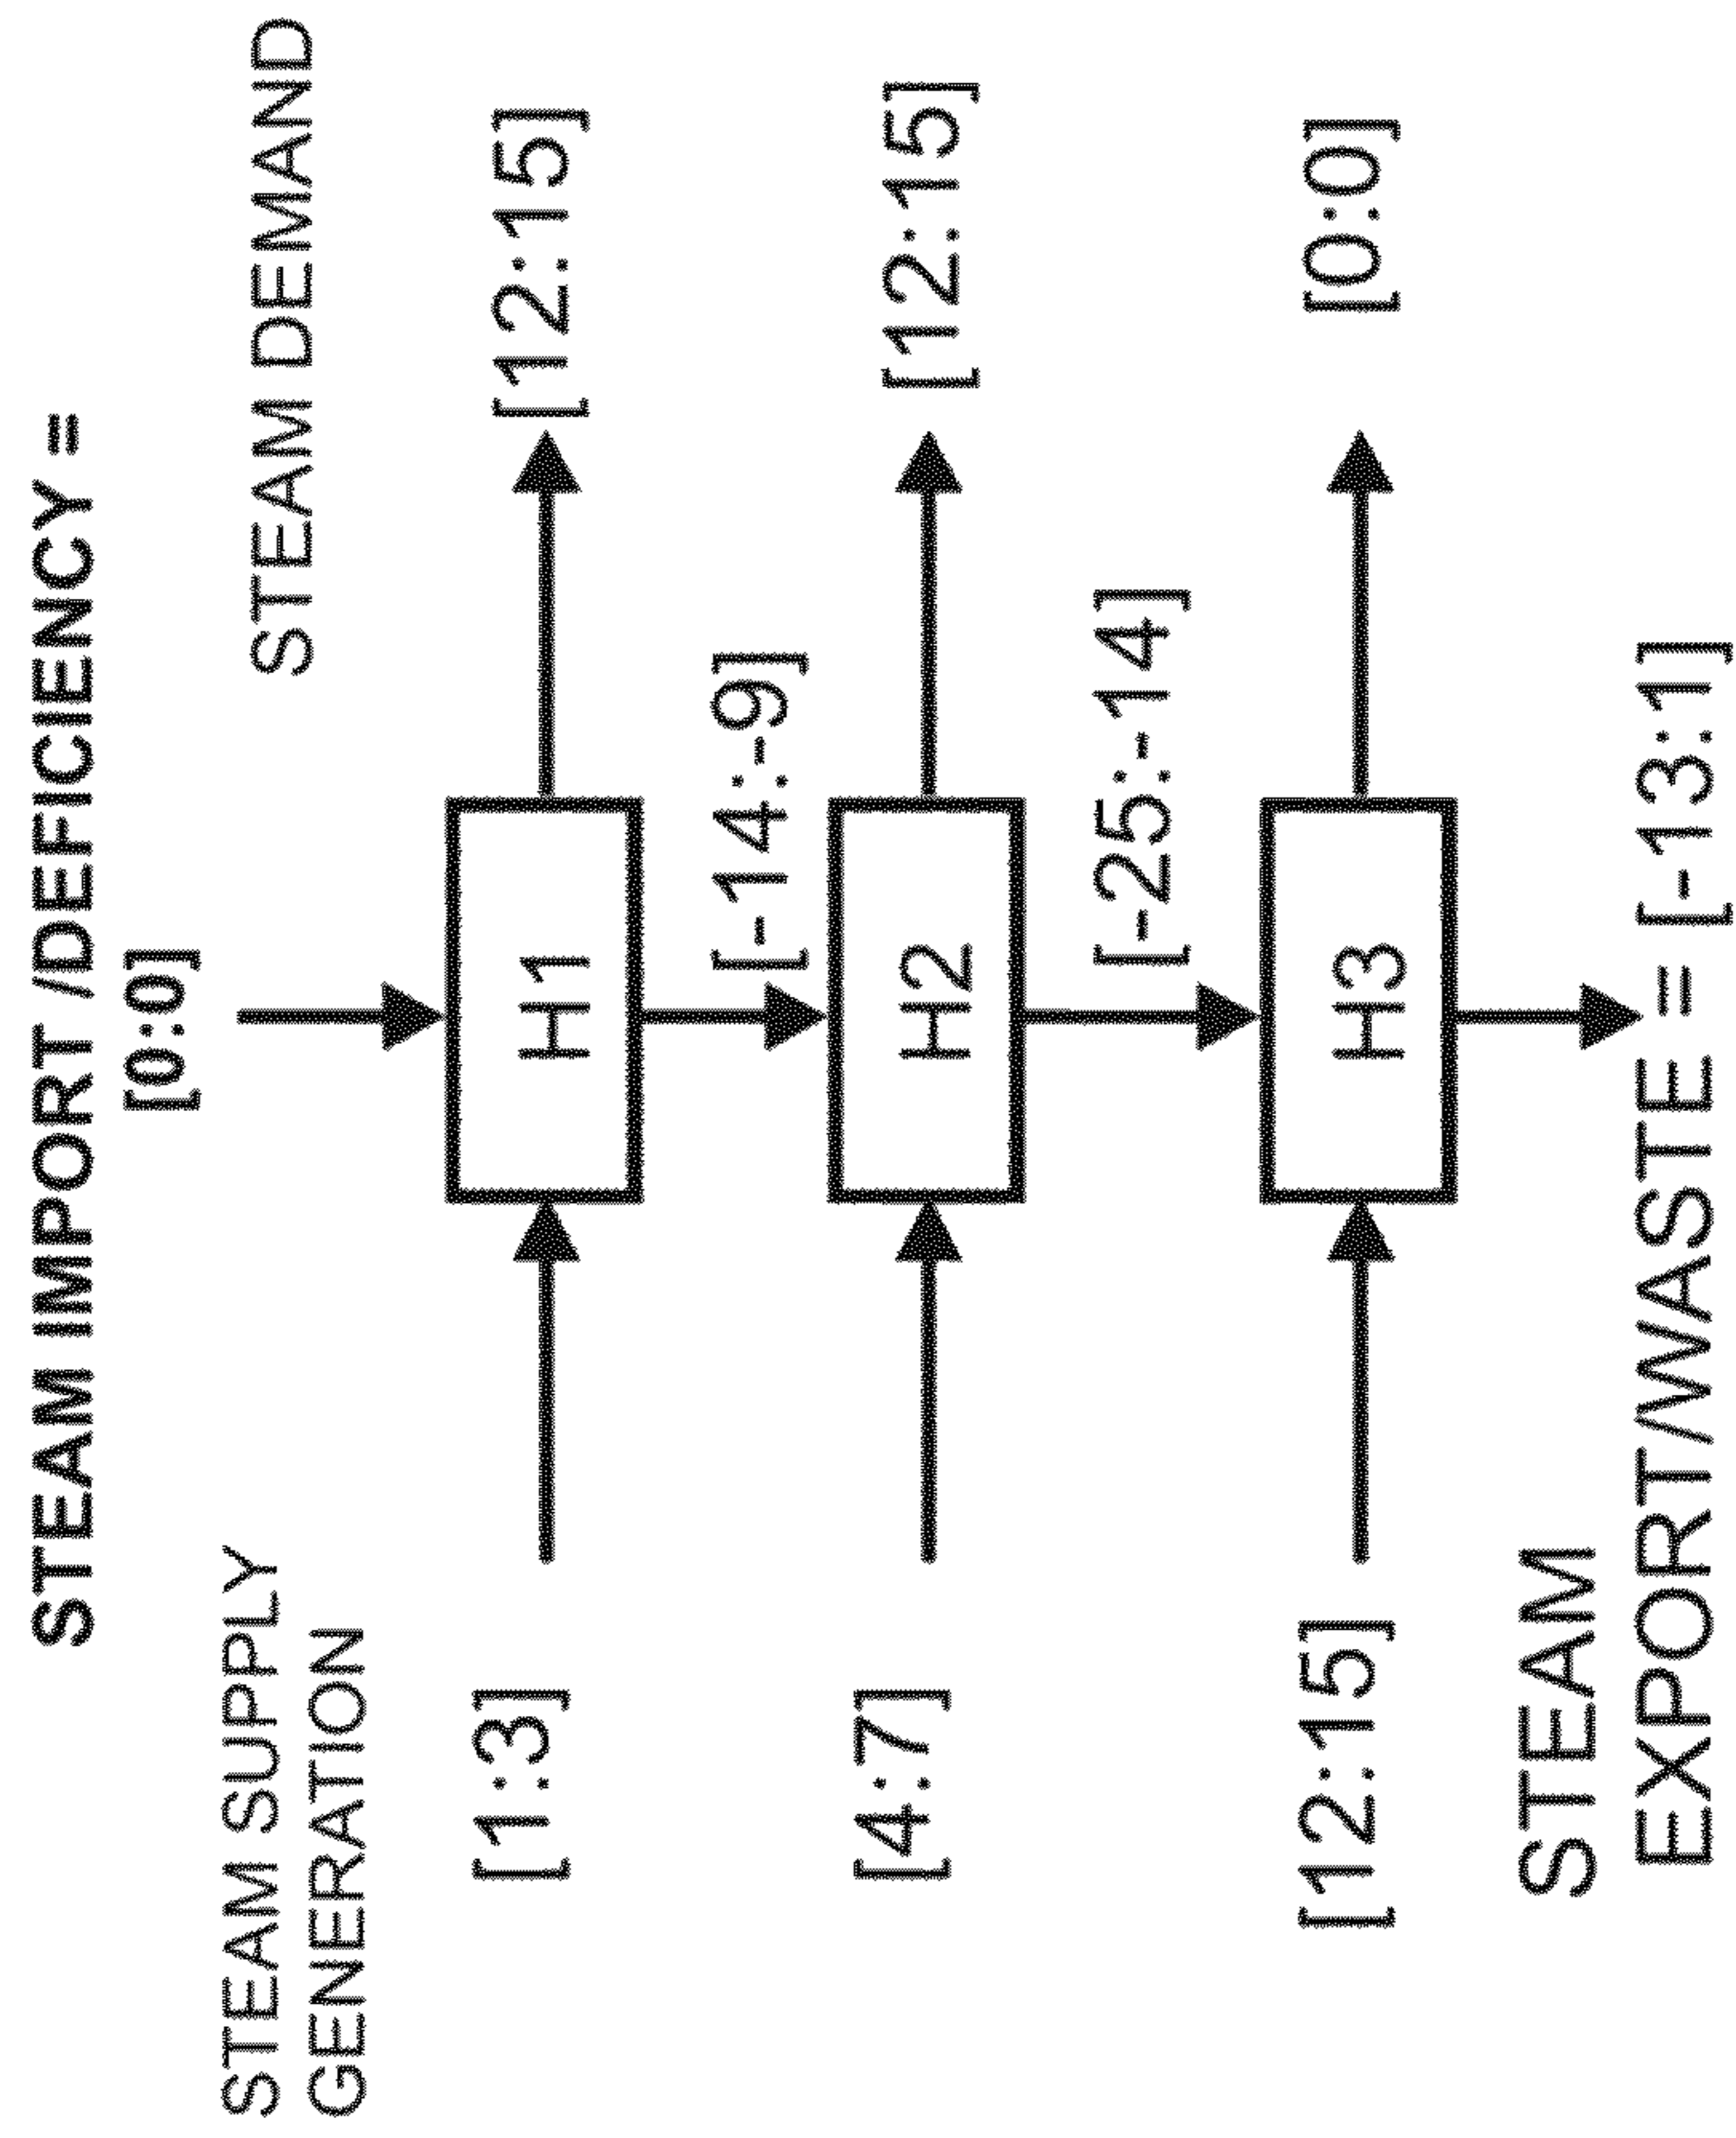 STEAM IMPORT /DEFICIENCY =
[0:0]
STEAM SUPPLY
GENERATION
STEAM DEMAND
[1:3]
H1
[12:15]
[-14:-9]
[4:7]
H2
[12:15]
[-25:-14]
[12:15]
H3
[0:0]
STEAM
EXPORT/WASTE = [-13:1]